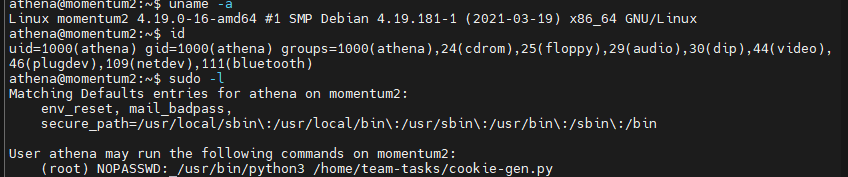 athena@momentum2:~$ uname -a
Linux momentum2 4.19.0-16-amd64 #1 SMP Debian 4.19.181-1 (2021-03-19) x86_64 GNU/Linux
athena@momentum2:~$ id
uid=1000(athena) gid=1000(athena) groups=1000(athena),24(cdrom),25(floppy),29(audio),30(dip),44(video),
46(plugdev),109(netdev),111(bluetooth)
athena@momentum2:~$ sudo -l
Matching Defaults entries for athena on momentum2:
    env_reset, mail_badpass,
    secure_path=/usr/local/sbin\:/usr/local/bin\:/usr/sbin\:/usr/bin\:/sbin\:/bin

User athena may run the following commands on momentum2:
    (root) NOPASSWD: /usr/bin/python3 /home/team-tasks/cookie-gen.py